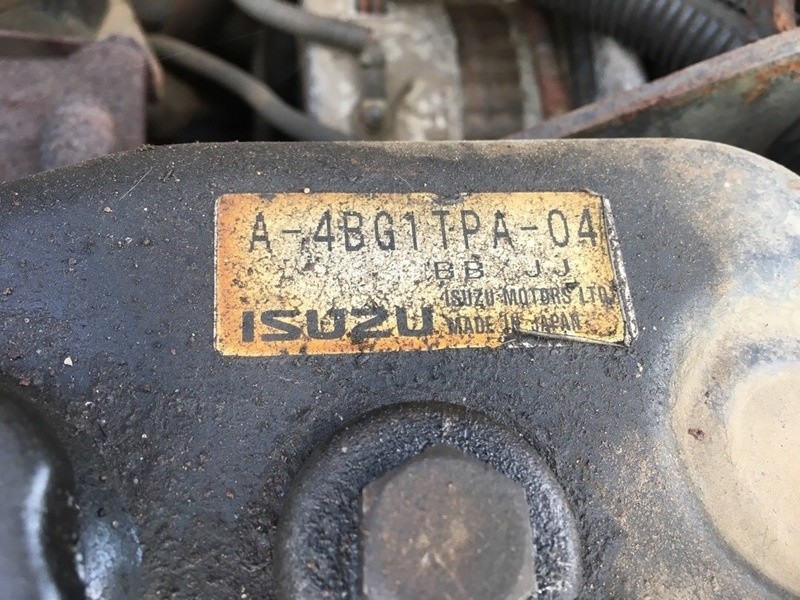 A-4BG1TPA-04
BB JJ
ISUZU MOTORS LTD.
ISUZU MADE IN JAPAN